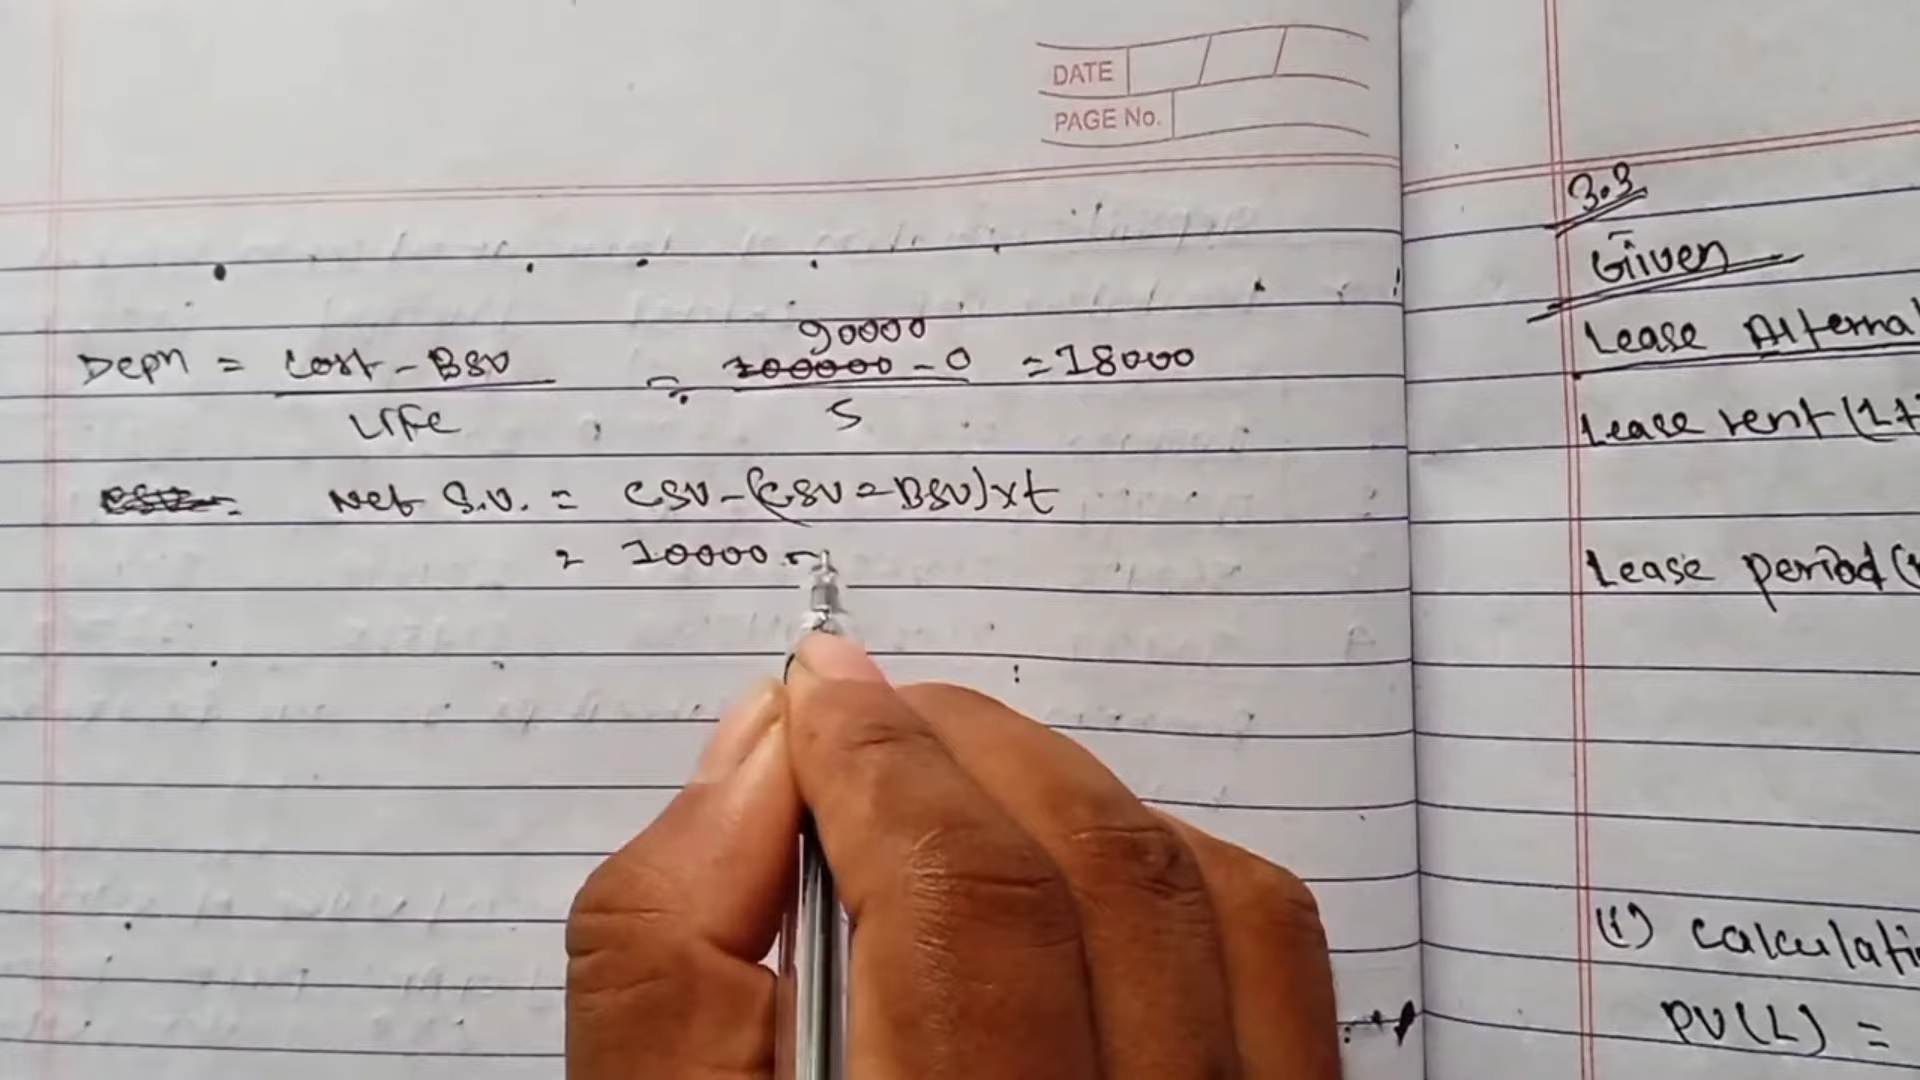 DATE
PAGE No.
90000
Depn = Cost - BSV = 100000 - 0 = 18000
Life 5
Net S.V. = CSV - (CSV - BSV) x t
= 10000 -
3.3
Given
Lease Alterna
Lease rent (L
Lease period (
(i) Calculati
PV(L) =